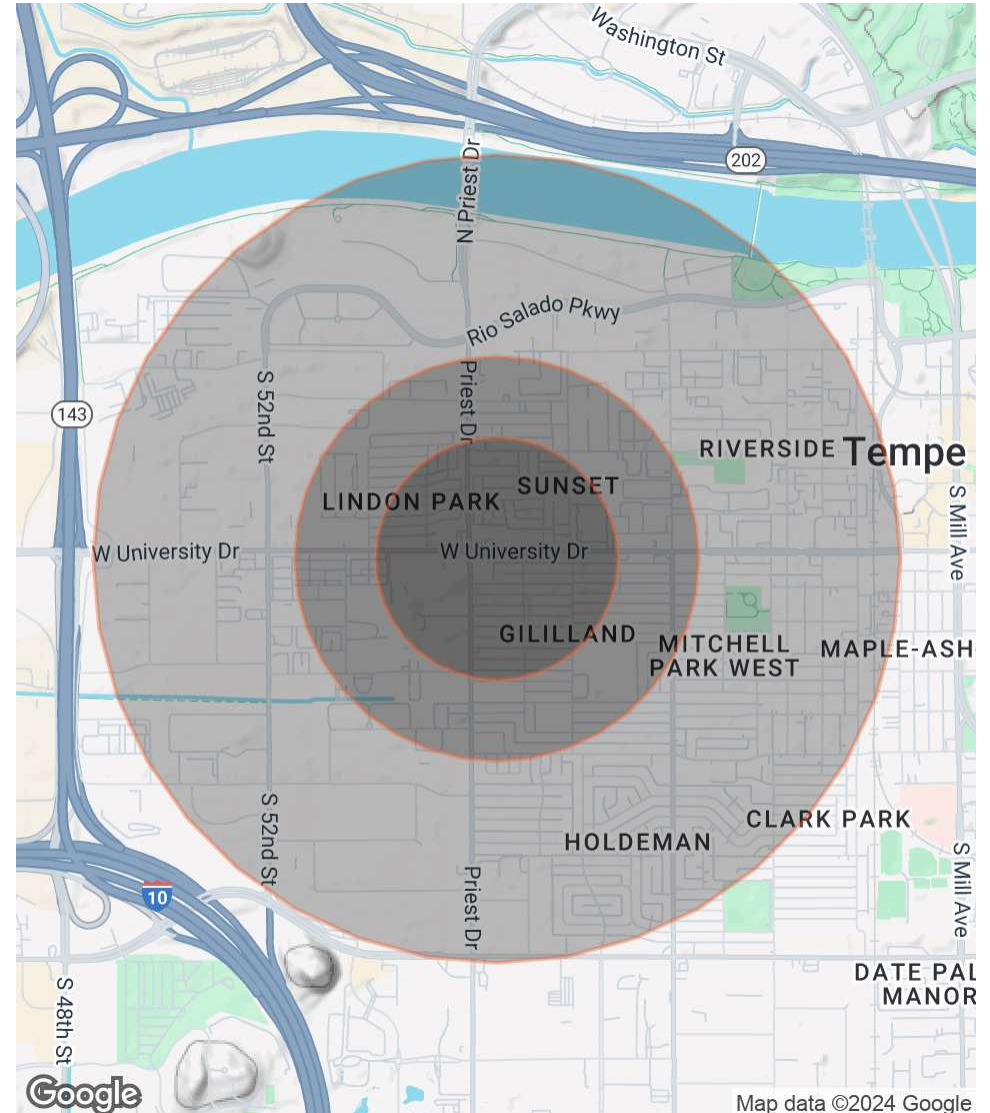 Washington St
202
N Priest Dr
Rio Salado Pkwy
S 52nd St
Priest Dr
143
RIVERSIDE
Tempe
SUNSET
LINDON PARK
S Mill Ave
W University Dr
W University Dr
GILILLAND
MITCHELL
PARK WEST
MAPLE-ASH
S 52nd St
CLARK PARK
HOLDEMAN
S Mill Ave
Priest Dr
10
DATE PAL
MANOR
S 48th St
Google
Map data ©2024 Google